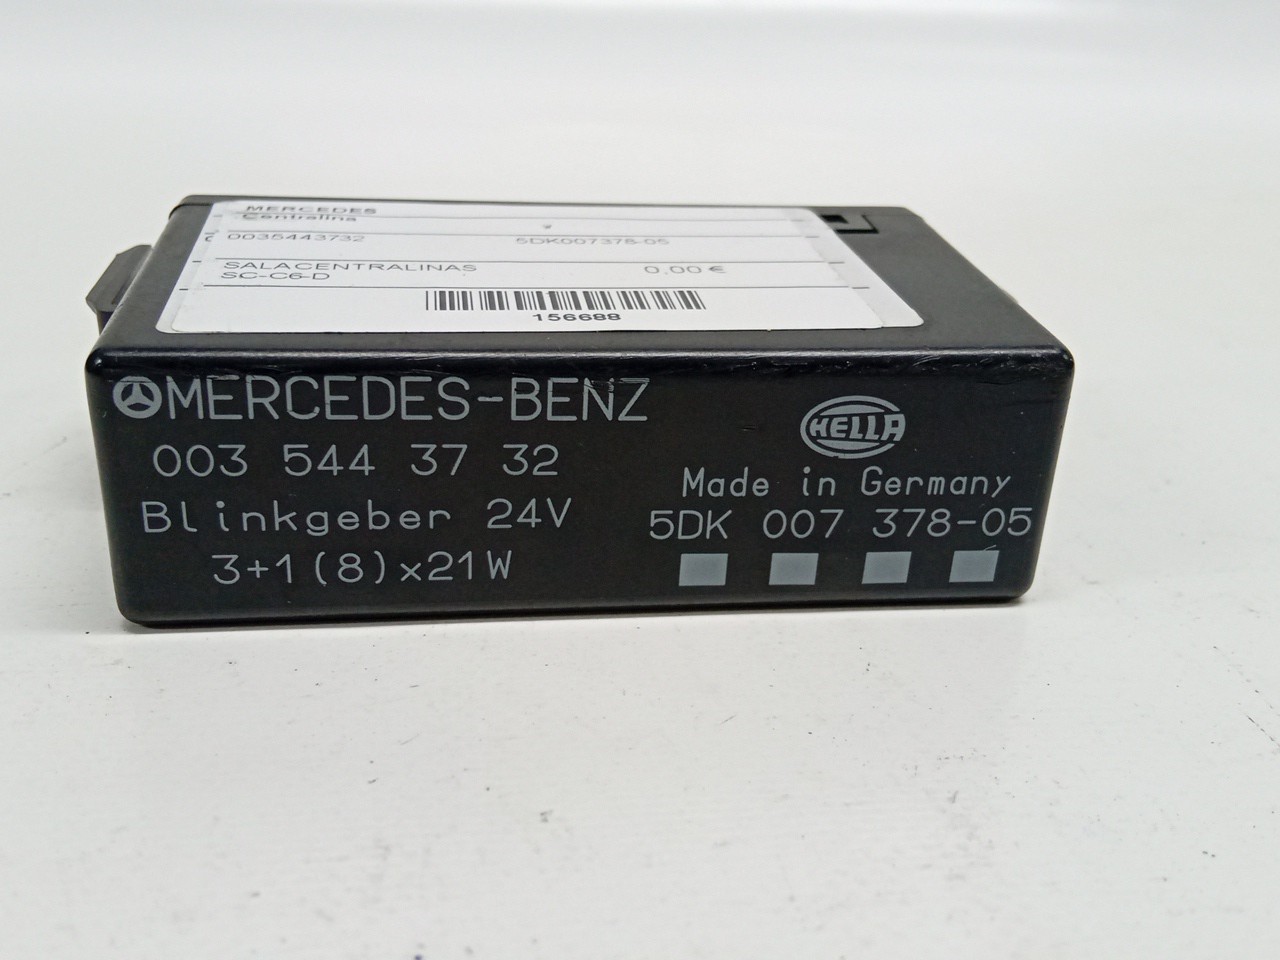 MERCEDES
Centralina
0035443732 5DK007378-05
SALACENTRALINAS 0,00 €
SC-C6-D
156688
MERCEDES-BENZ
003 544 37 32
Blinkgeber 24V
3+1(8)x21W
HELLA
Made in Germany
5DK 007 378-05